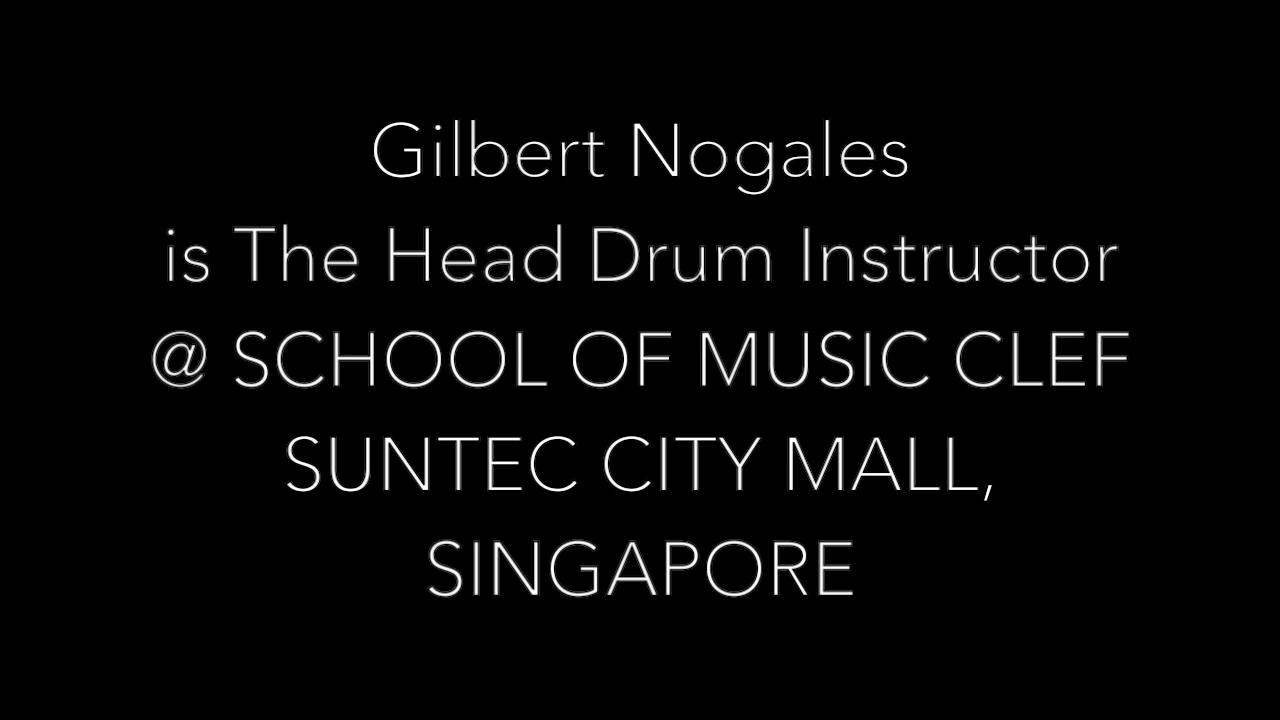 Gilbert Nogales
is The Head Drum Instructor
@ SCHOOL OF MUSIC CLEF
SUNTEC CITY MALL,
SINGAPORE